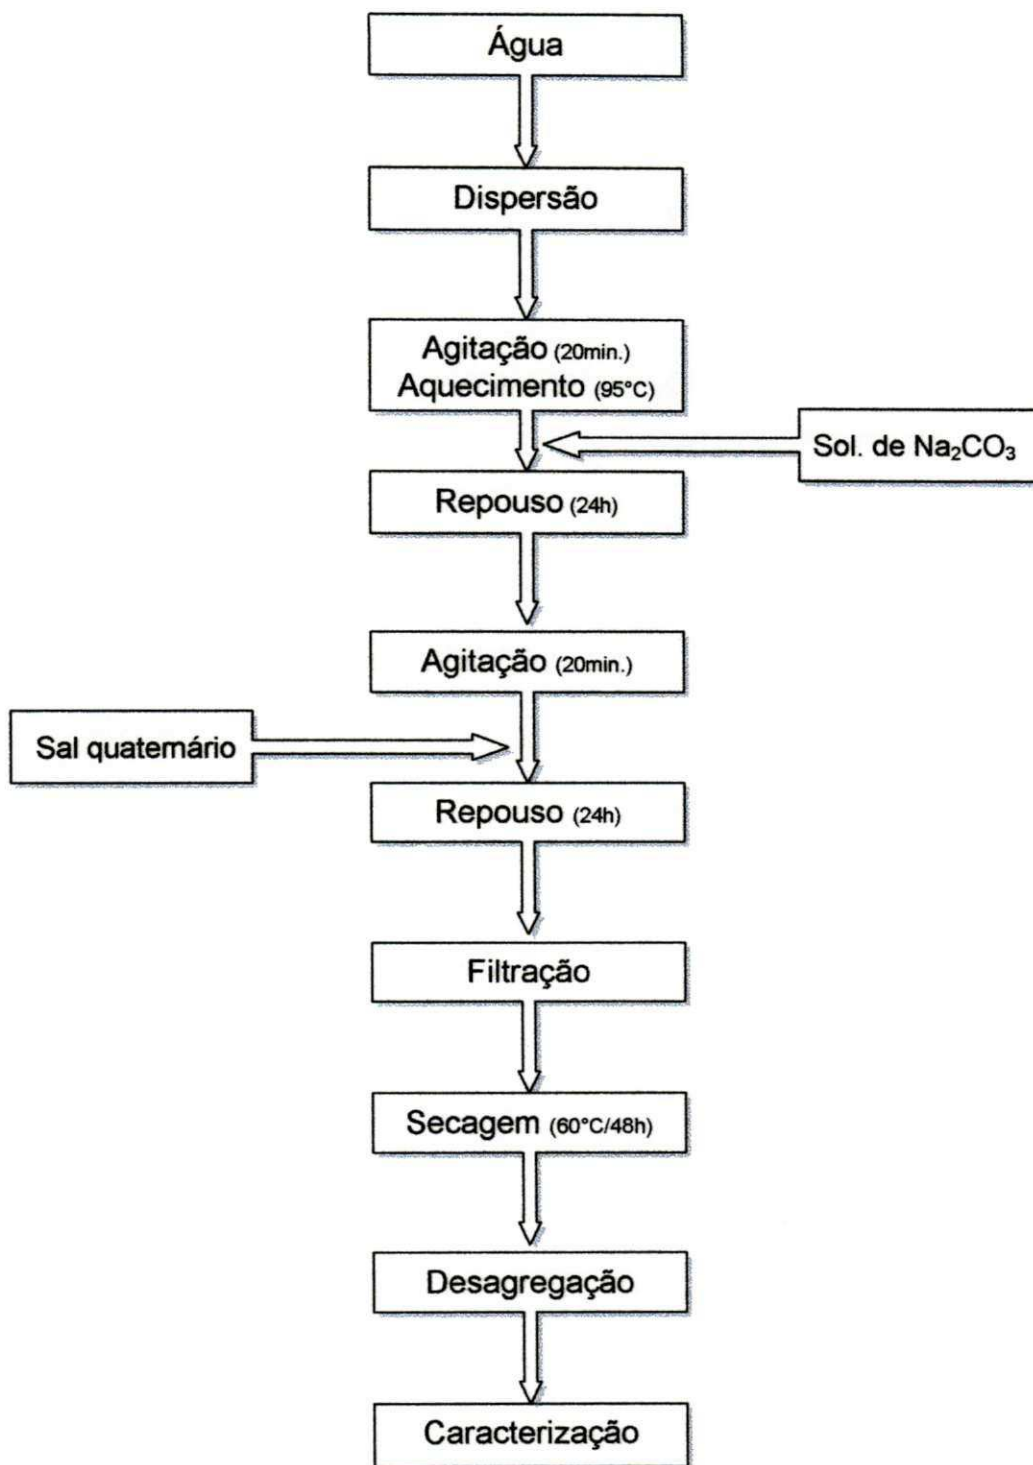 Água
Dispersão
Agitação (20min.)
Aquecimento (95°C)
Sol. de Na₂CO₃
Repouso (24h)
Agitação (20min.)
Sal quaternário
Repouso (24h)
Filtração
Secagem (60°C/48h)
Desagregação
Caracterização